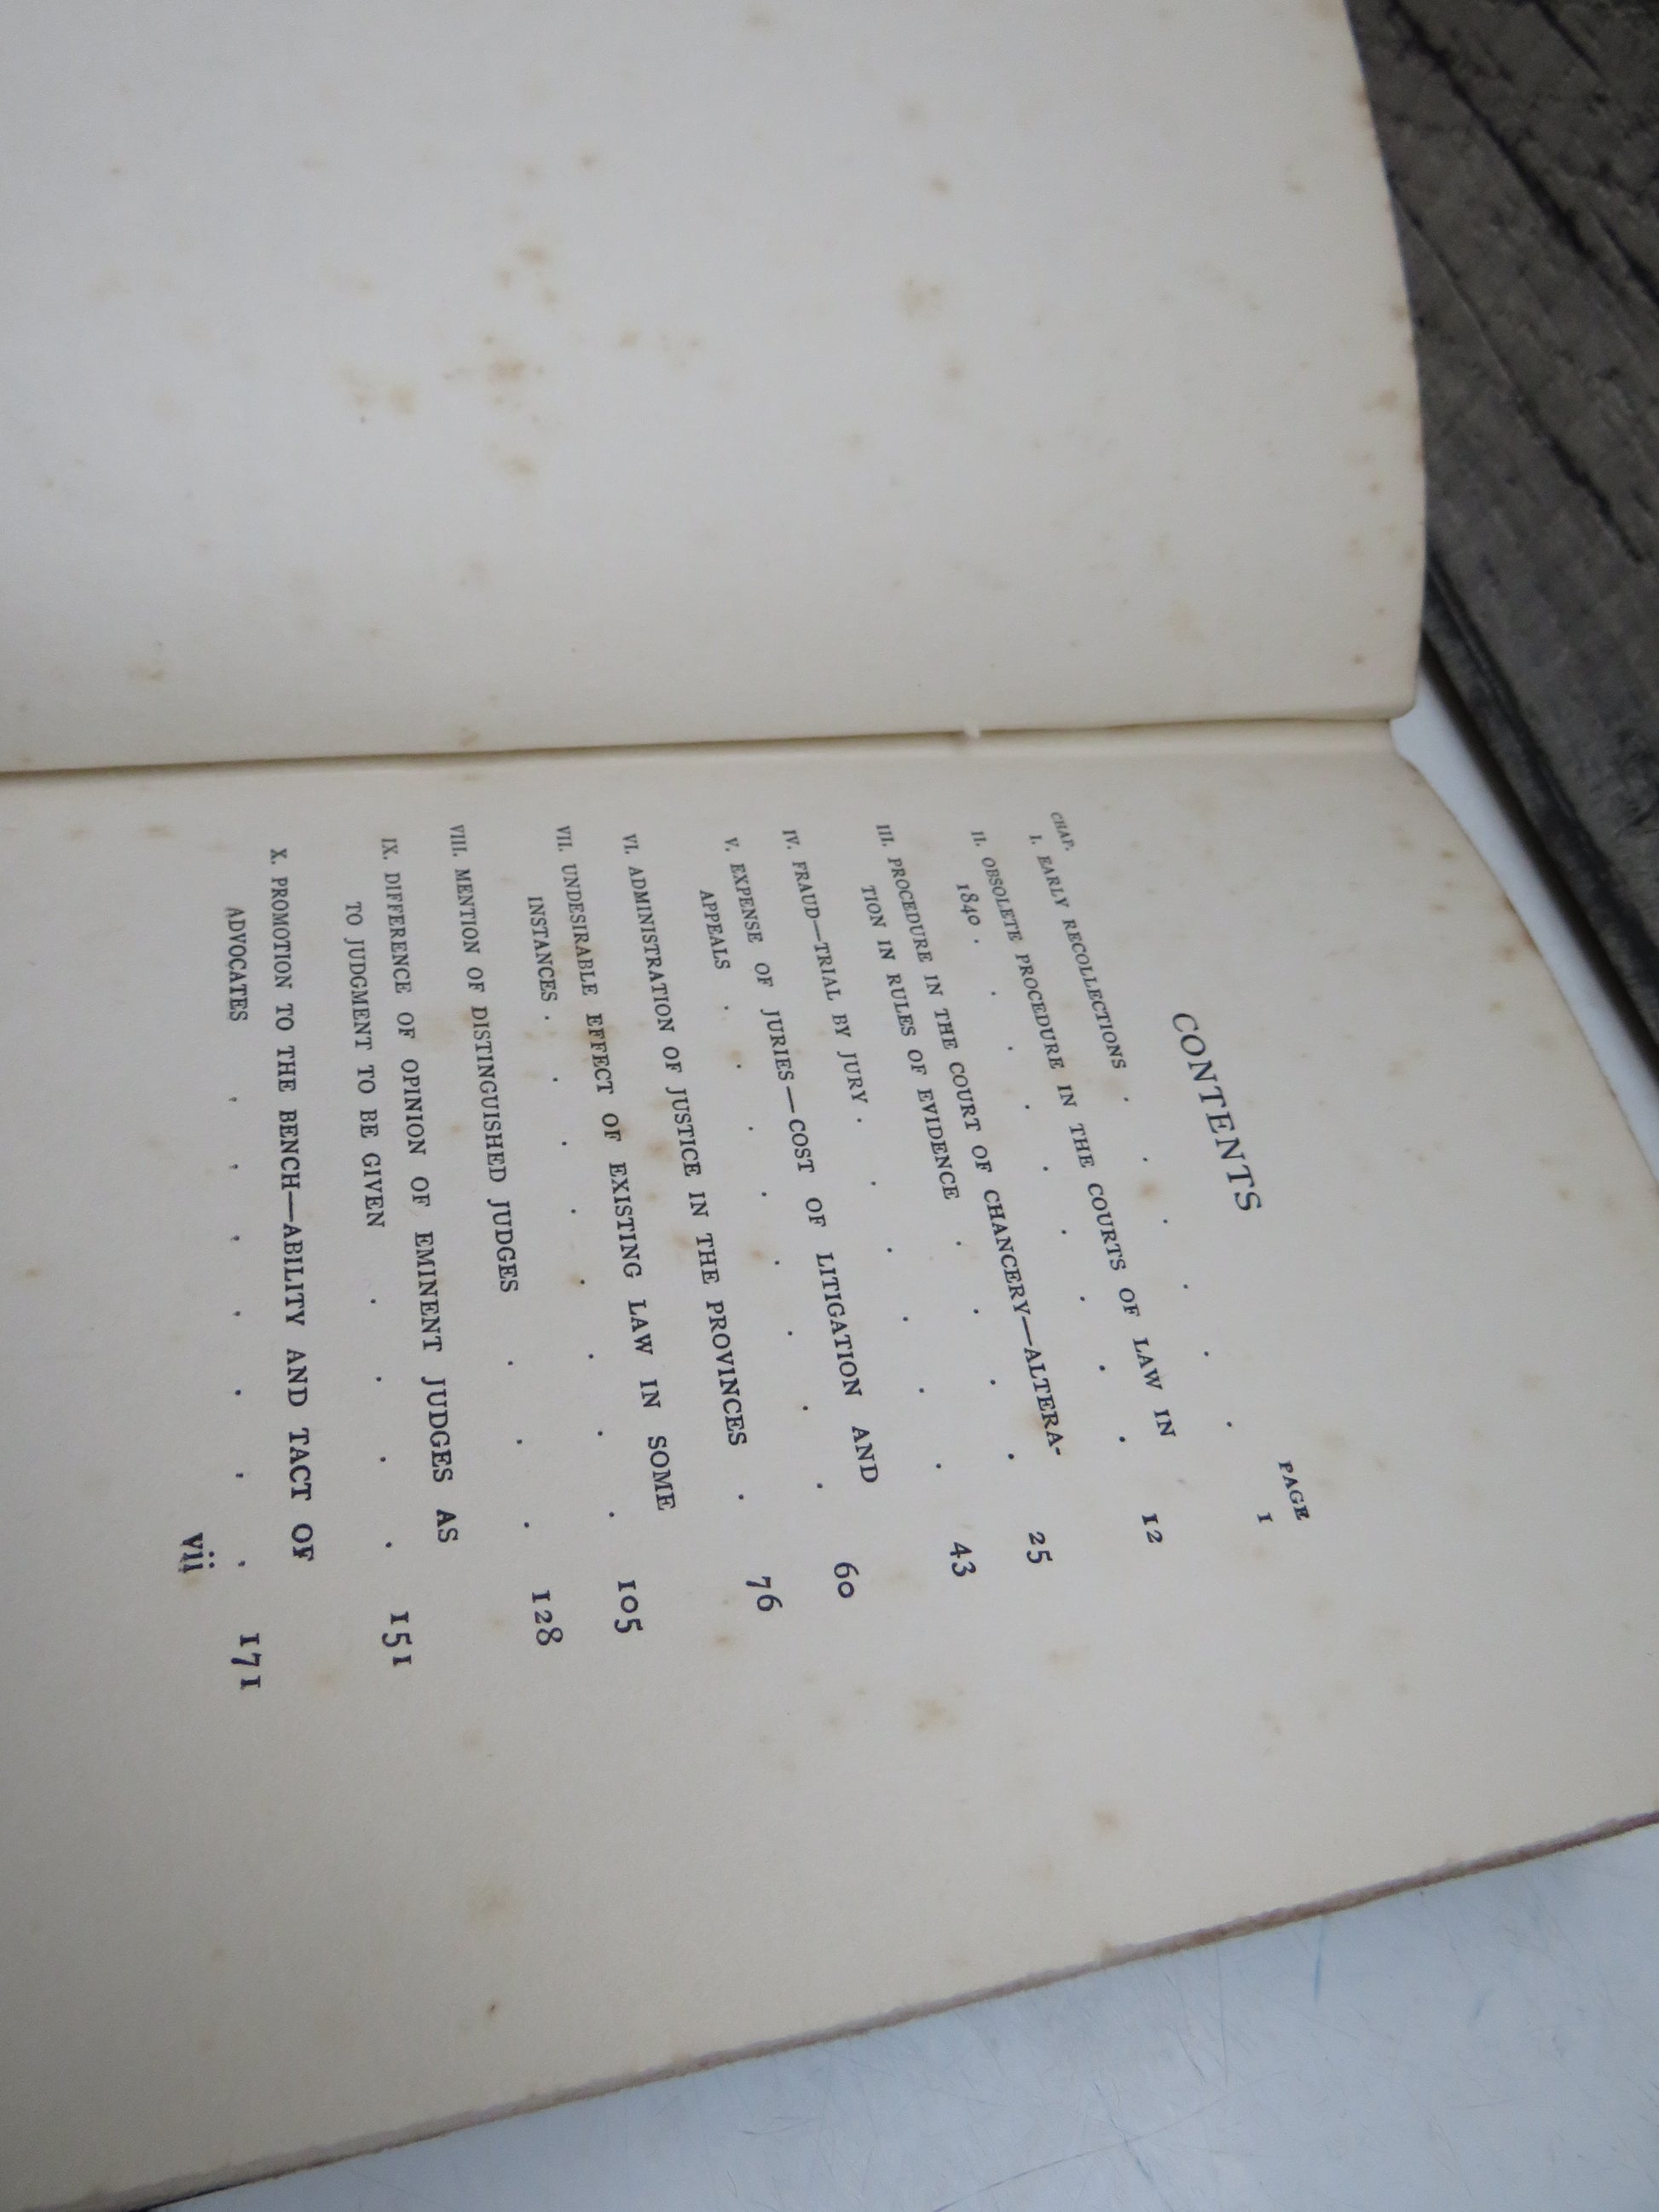 CONTENTS
CHAP. PAGE
I. EARLY RECOLLECTIONS . . . . . . 1
II. OBSOLETE PROCEDURE IN THE COURTS OF LAW IN
1840 . . . . . . . . . 12
III. PROCEDURE IN THE COURT OF CHANCERY—ALTERA-
TION IN RULES OF EVIDENCE . . . . 25
IV. FRAUD—TRIAL BY JURY . . . . . . 43
V. EXPENSE OF JURIES—COST OF LITIGATION AND
APPEALS . . . . . . . . 60
VI. ADMINISTRATION OF JUSTICE IN THE PROVINCES . 76
VII. UNDESIRABLE EFFECT OF EXISTING LAW IN SOME
INSTANCES . . . . . . . . 105
VIII. MENTION OF DISTINGUISHED JUDGES . . . 128
IX. DIFFERENCE OF OPINION OF EMINENT JUDGES AS
TO JUDGMENT TO BE GIVEN . . . . 151
X. PROMOTION TO THE BENCH—ABILITY AND TACT OF
ADVOCATES . . . . . . . 171
vii